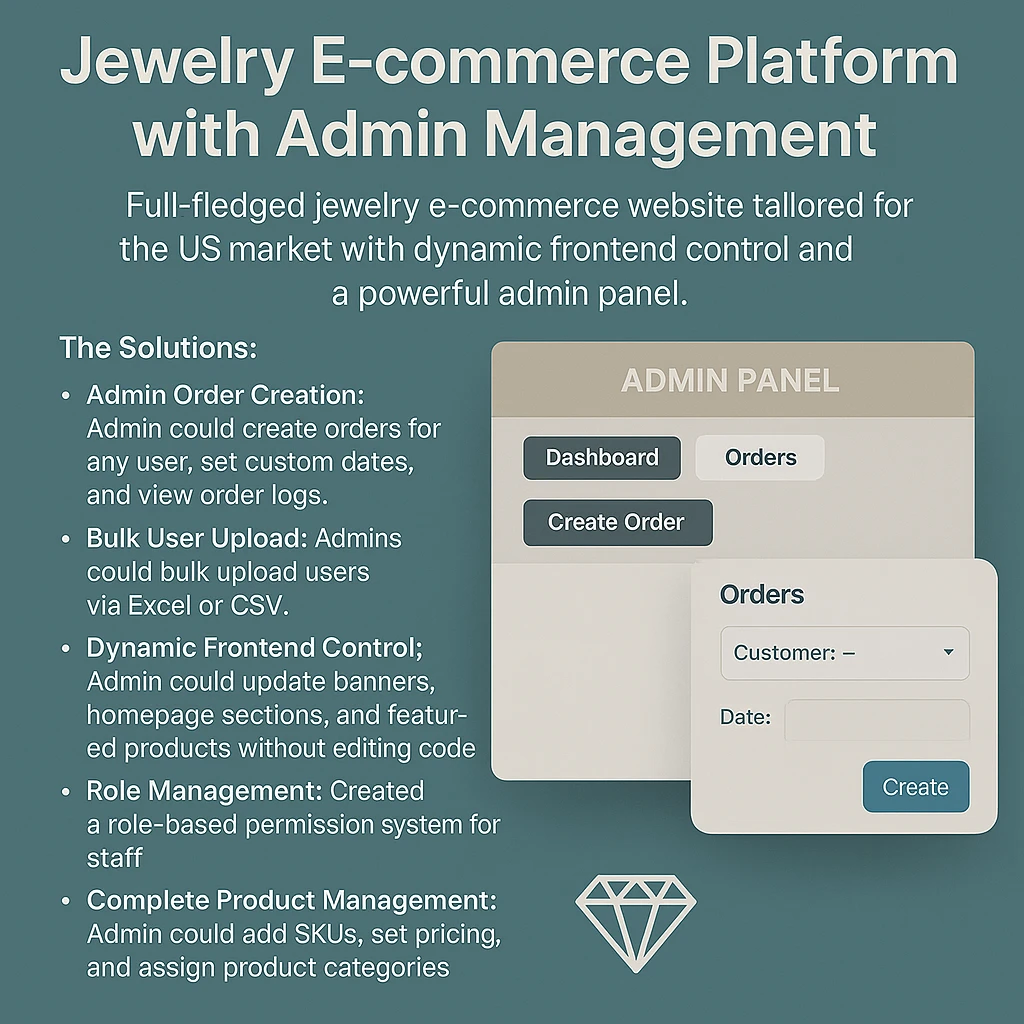 Jewelry E-commerce Platform
with Admin Management
Full-fledged jewelry e-commerce website tailored for
the US market with dynamic frontend control and
a powerful admin panel.
The Solutions:
• Admin Order Creation:
Admin could create orders for
any user, set custom dates,
and view order logs.
• Bulk User Upload: Admins
could bulk upload users
via Excel or CSV.
• Dynamic Frontend Control;
Admin could update banners,
homepage sections, and featur-
ed products without editing code
• Role Management: Created
a role-based permission system for
staff
• Complete Product Management:
Admin could add SKUs, set pricing,
and assign product categories
ADMIN PANEL
Dashboard
Orders
Create Order
Orders
Customer: –
Date:
Create